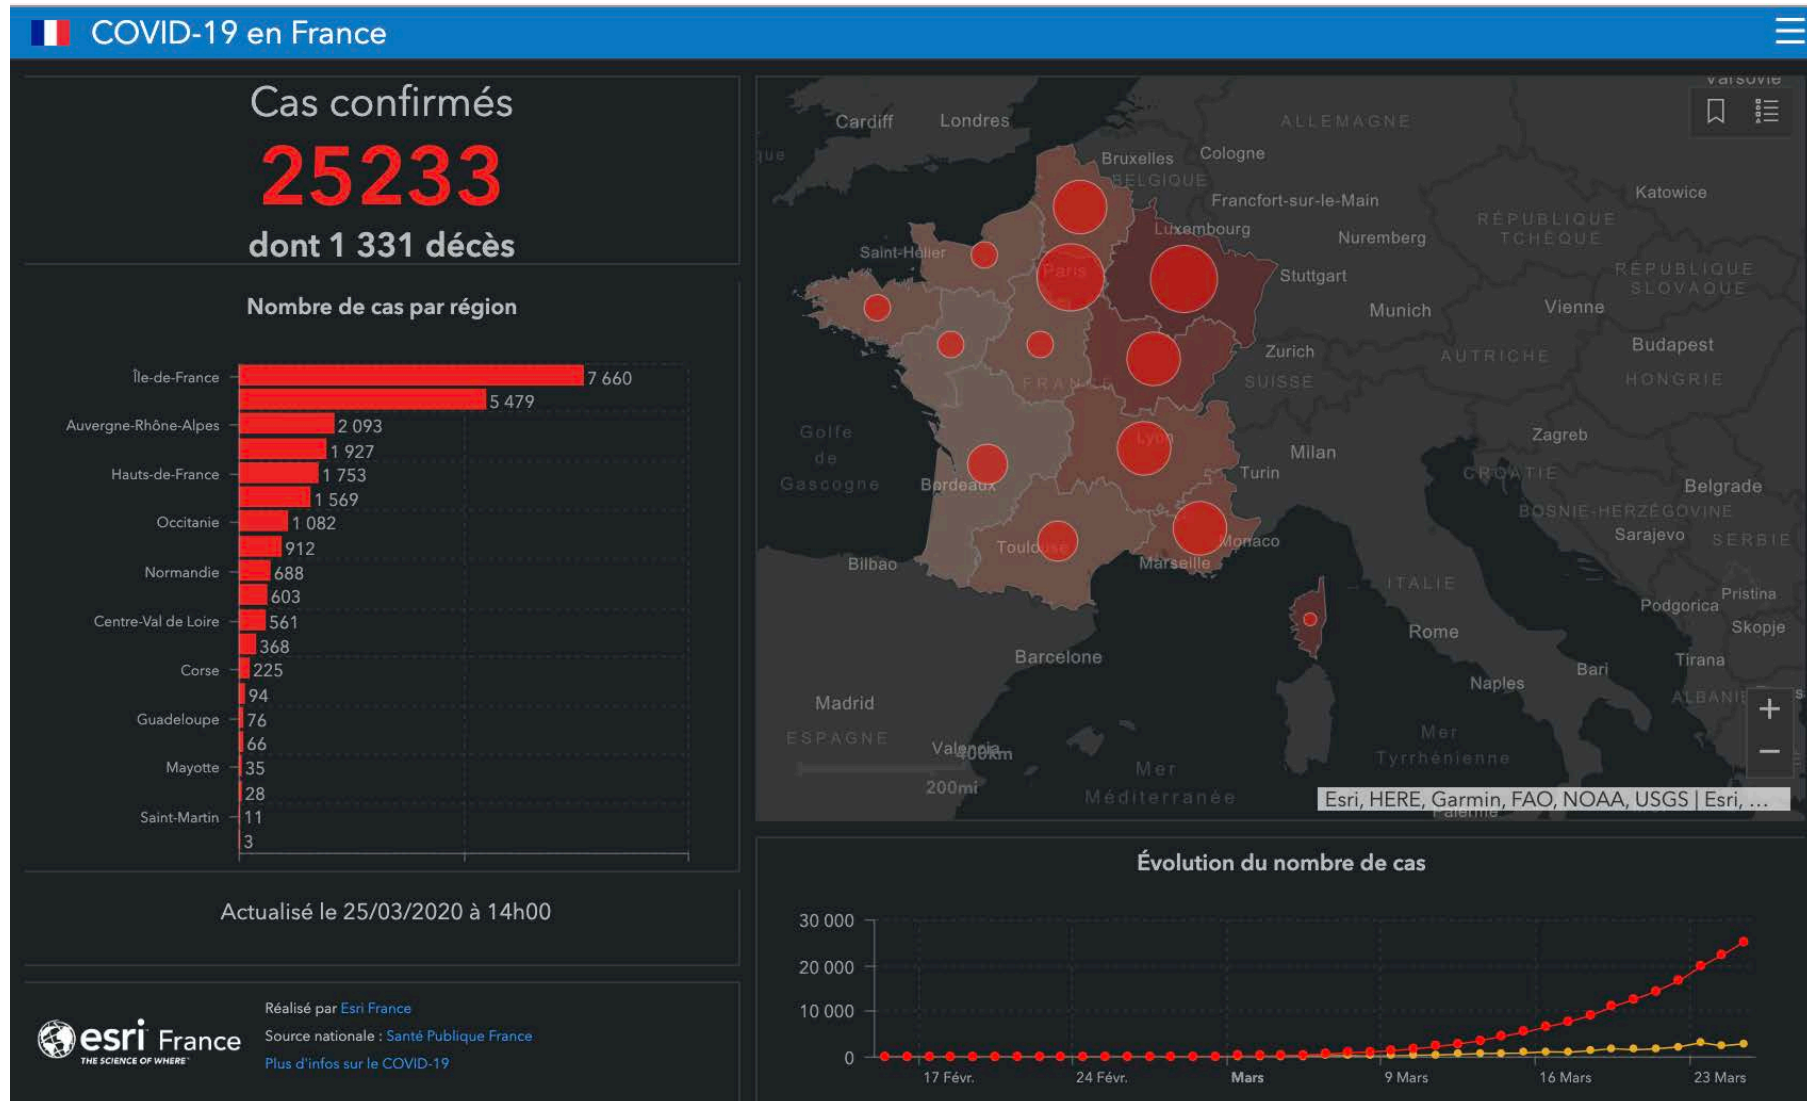 COVID-19 en France
Cas confirmés
25233
dont 1 331 décès
Nombre de cas par région
Île-de-France 7 660
5 479
Auvergne-Rhône-Alpes 2 093
1 927
Hauts-de-France 1 753
1 569
Occitanie 1 082
912
Normandie 688
603
Centre-Val de Loire 561
368
Corse 225
94
Guadeloupe 76
66
Mayotte 35
28
Saint-Martin 11
3
Actualisé le 25/03/2020 à 14h00
esri France
THE SCIENCE OF WHERE
Réalisé par Esri France
Source nationale : Santé Publique France
Plus d'infos sur le COVID-19
Varsovie
Cardiff
Londres
ALLEMAGNE
que
Bruxelles
Cologne
BELGIQUE
Francfort-sur-le-Main
Katowice
Luxembourg
Nuremberg
RÉPUBLIQUE
TCHÈQUE
Saint-Hélier
Paris
Stuttgart
RÉPUBLIQUE
SLOVAQUE
Munich
Vienne
Zurich
AUTRICHE
Budapest
FRANCE
SUISSE
HONGRIE
Golfe
de
Gascogne
Lyon
Milan
Zagreb
Bordeaux
Turin
CROATIE
Belgrade
BOSNIE-HERZÉGOVINE
Toulouse
Monaco
Sarajevo
SERBIE
Bilbao
Marseille
ITALIE
Pristina
Podgorica
Rome
Skopje
Barcelone
Bari
Tirana
Naples
Madrid
ALBANIE
s
ESPAGNE
Valencia
400km
200mi
Mer
Tyrrhénienne
Mer
Méditerranée
Esri, HERE, Garmin, FAO, NOAA, USGS | Esri, ...
Palerme
Évolution du nombre de cas
30 000
20 000
10 000
0
17 Févr. 24 Févr. Mars 9 Mars 16 Mars 23 Mars